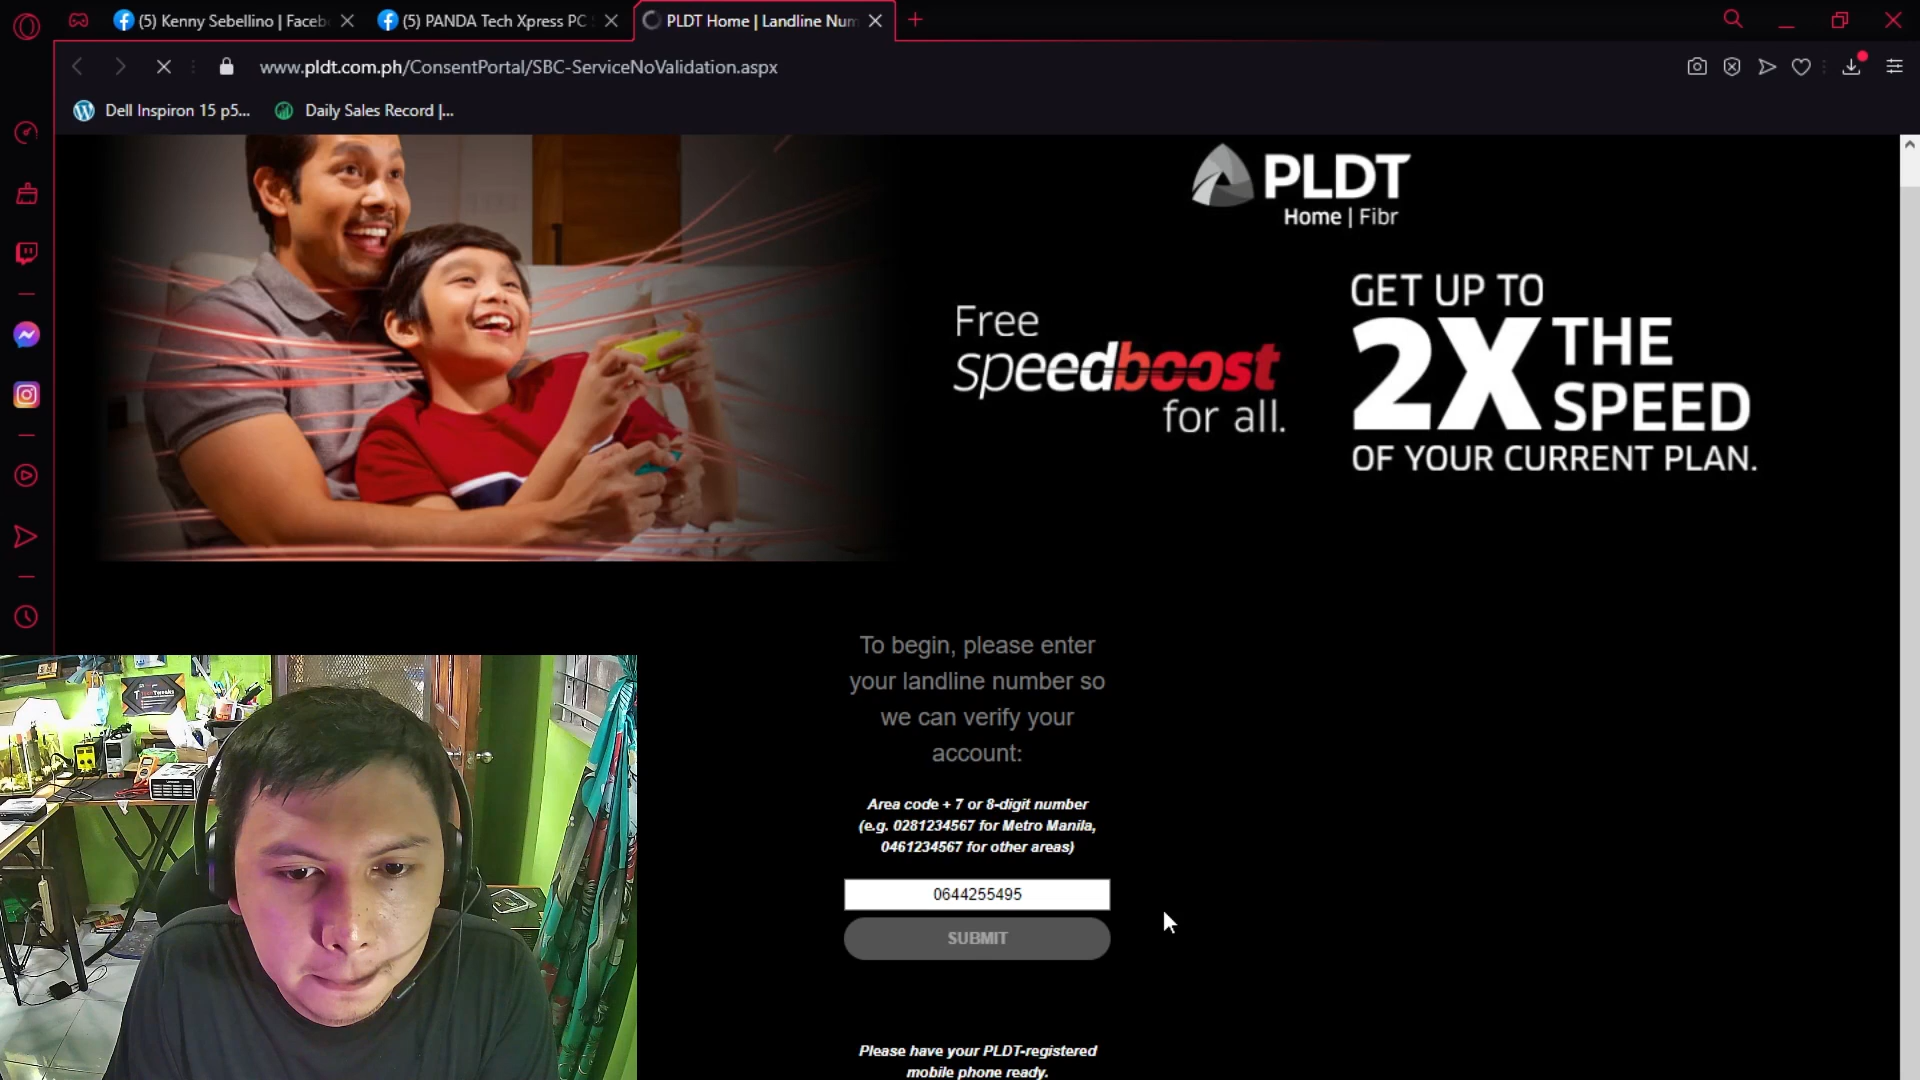 (5) Kenny Sebellino | Faceb
(5) PANDA Tech Xpress PC
PLDT Home | Landline Num
www.pldt.com.ph/ConsentPortal/SBC-ServiceNoValidation.aspx
Dell Inspiron 15 p5...
Daily Sales Record |...
PLDT
Home | Fibr
Free
speedboost
for all.
GET UP TO
2X THE
SPEED
OF YOUR CURRENT PLAN.
To begin, please enter
your landline number so
we can verify your
account:
Area code + 7 or 8-digit number
(e.g. 0281234567 for Metro Manila,
0461234567 for other areas)
0644255495
SUBMIT
Please have your PLDT-registered
mobile phone ready.